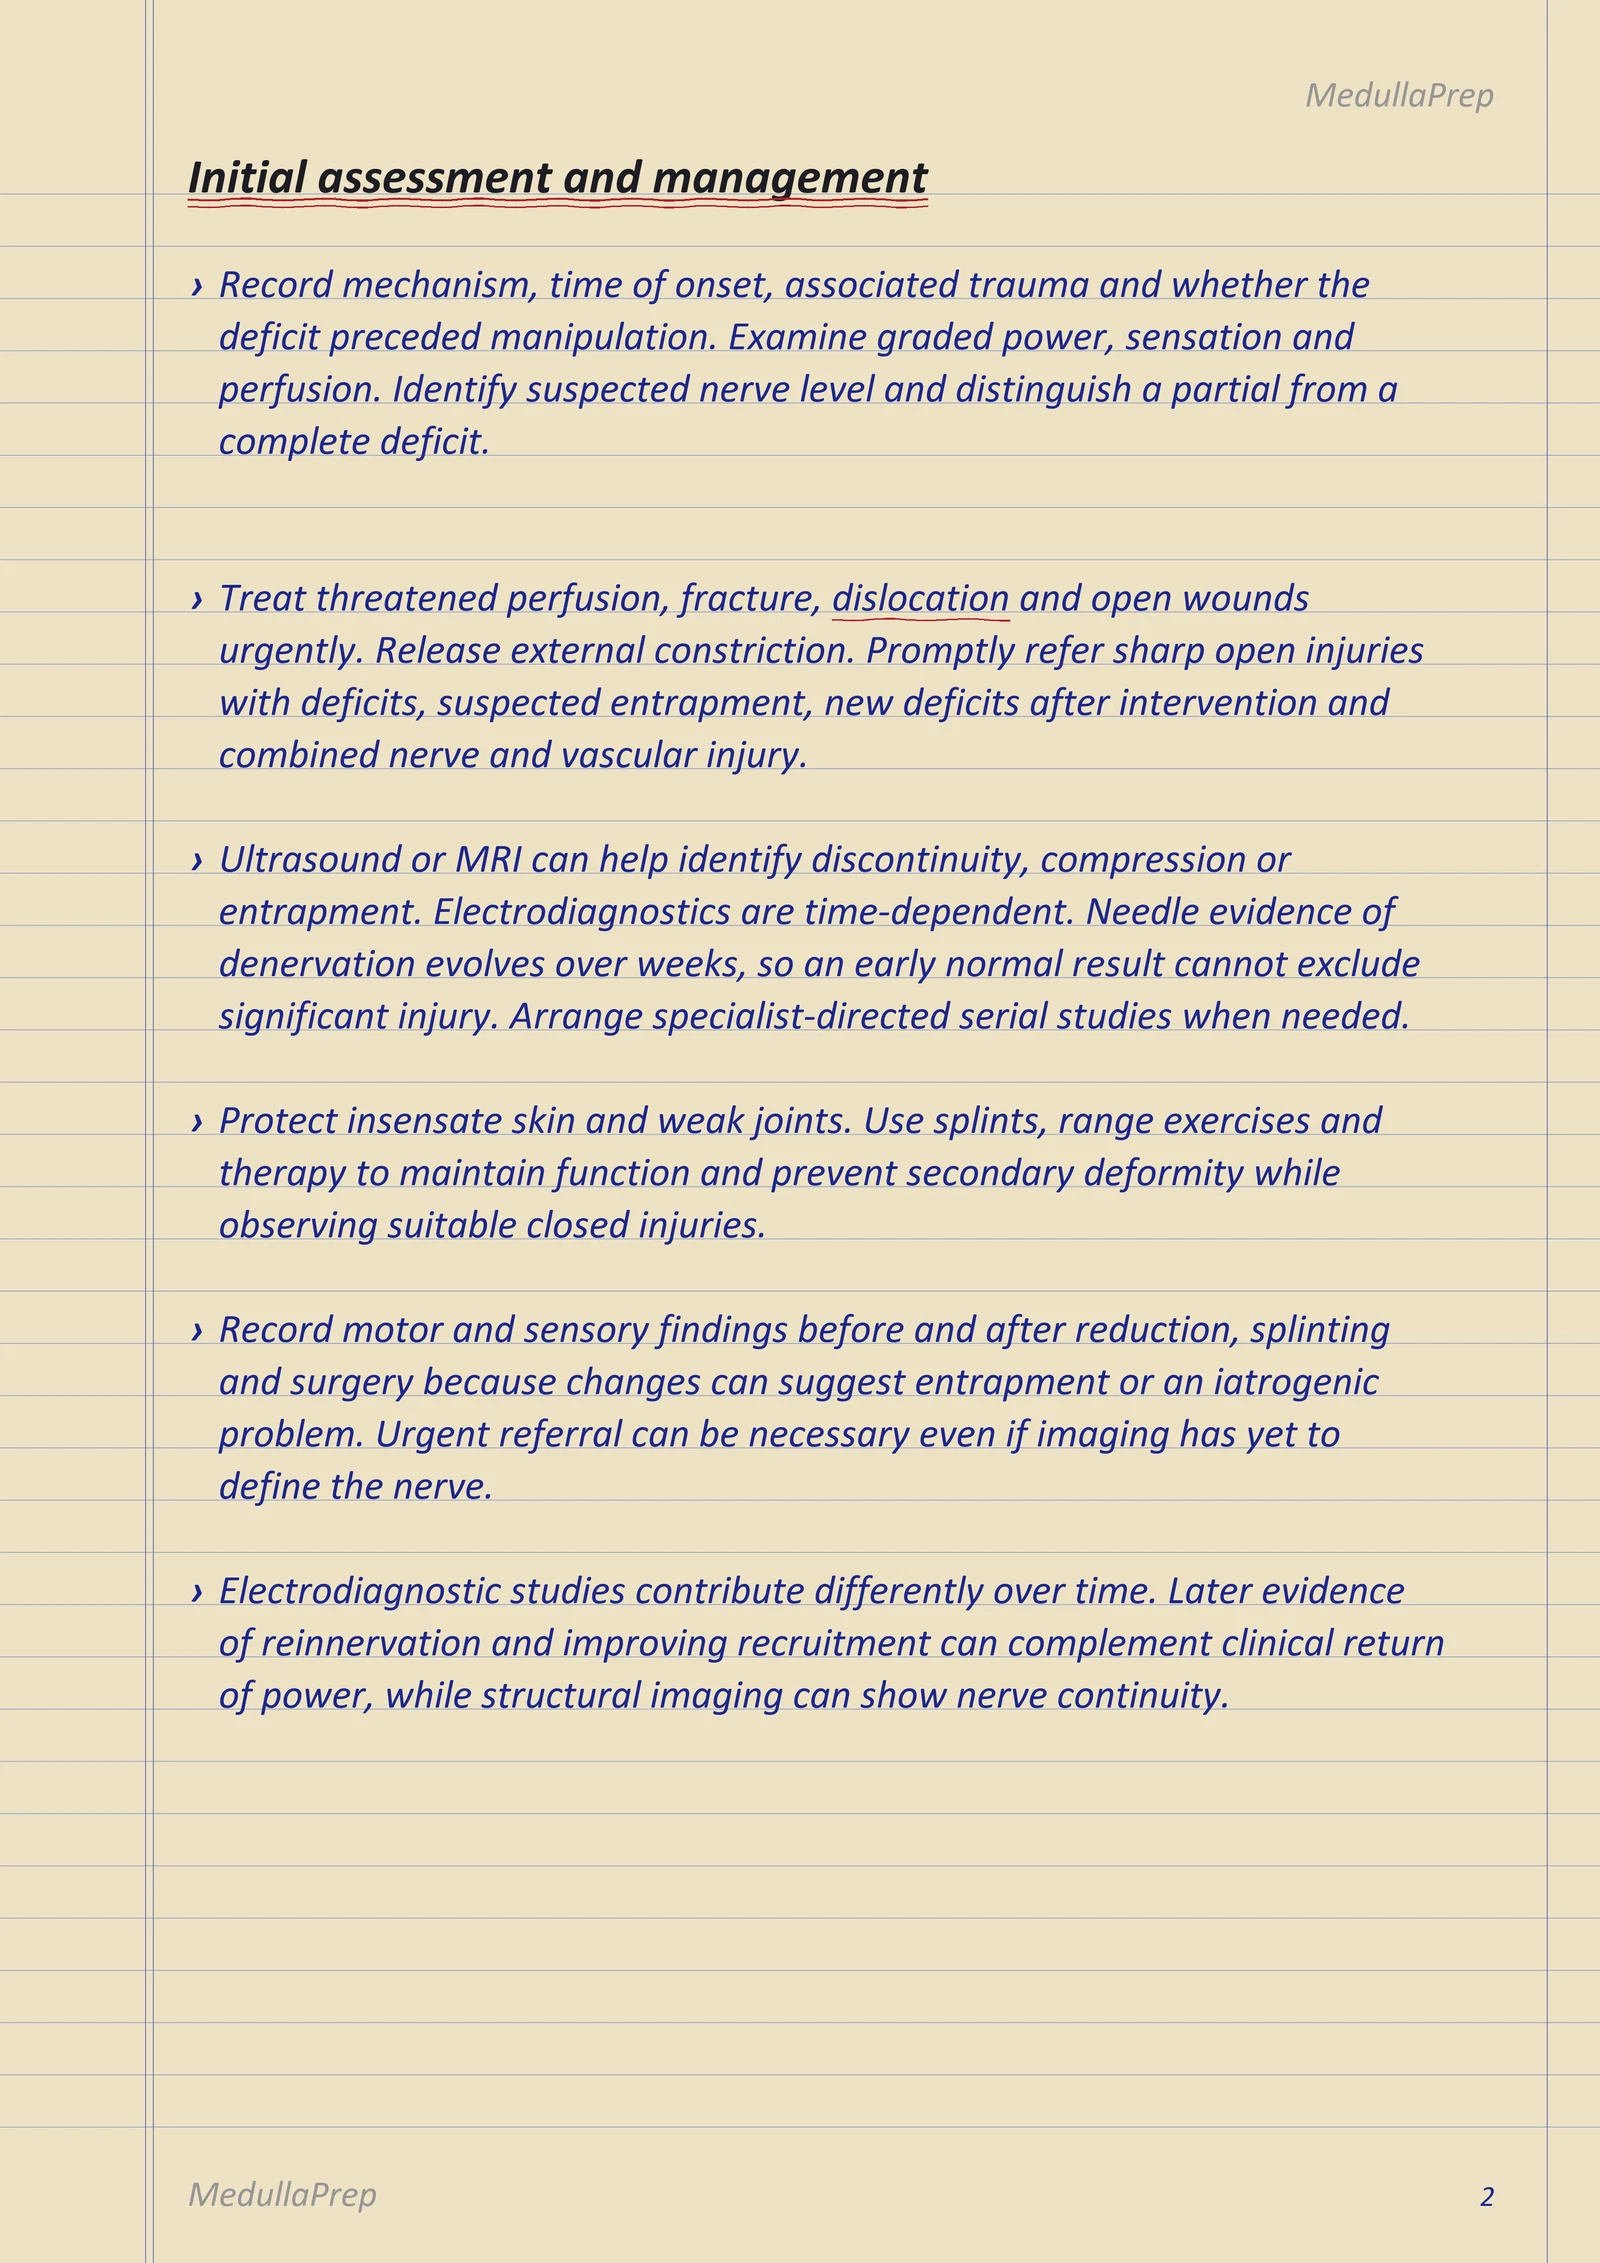 MedullaPrep
Initial assessment and management
› Record mechanism, time of onset, associated trauma and whether the
deficit preceded manipulation. Examine graded power, sensation and
perfusion. Identify suspected nerve level and distinguish a partial from a
complete deficit.
› Treat threatened perfusion, fracture, dislocation and open wounds
urgently. Release external constriction. Promptly refer sharp open injuries
with deficits, suspected entrapment, new deficits after intervention and
combined nerve and vascular injury.
› Ultrasound or MRI can help identify discontinuity, compression or
entrapment. Electrodiagnostics are time-dependent. Needle evidence of
denervation evolves over weeks, so an early normal result cannot exclude
significant injury. Arrange specialist-directed serial studies when needed.
› Protect insensate skin and weak joints. Use splints, range exercises and
therapy to maintain function and prevent secondary deformity while
observing suitable closed injuries.
› Record motor and sensory findings before and after reduction, splinting
and surgery because changes can suggest entrapment or an iatrogenic
problem. Urgent referral can be necessary even if imaging has yet to
define the nerve.
› Electrodiagnostic studies contribute differently over time. Later evidence
of reinnervation and improving recruitment can complement clinical return
of power, while structural imaging can show nerve continuity.
MedullaPrep
2